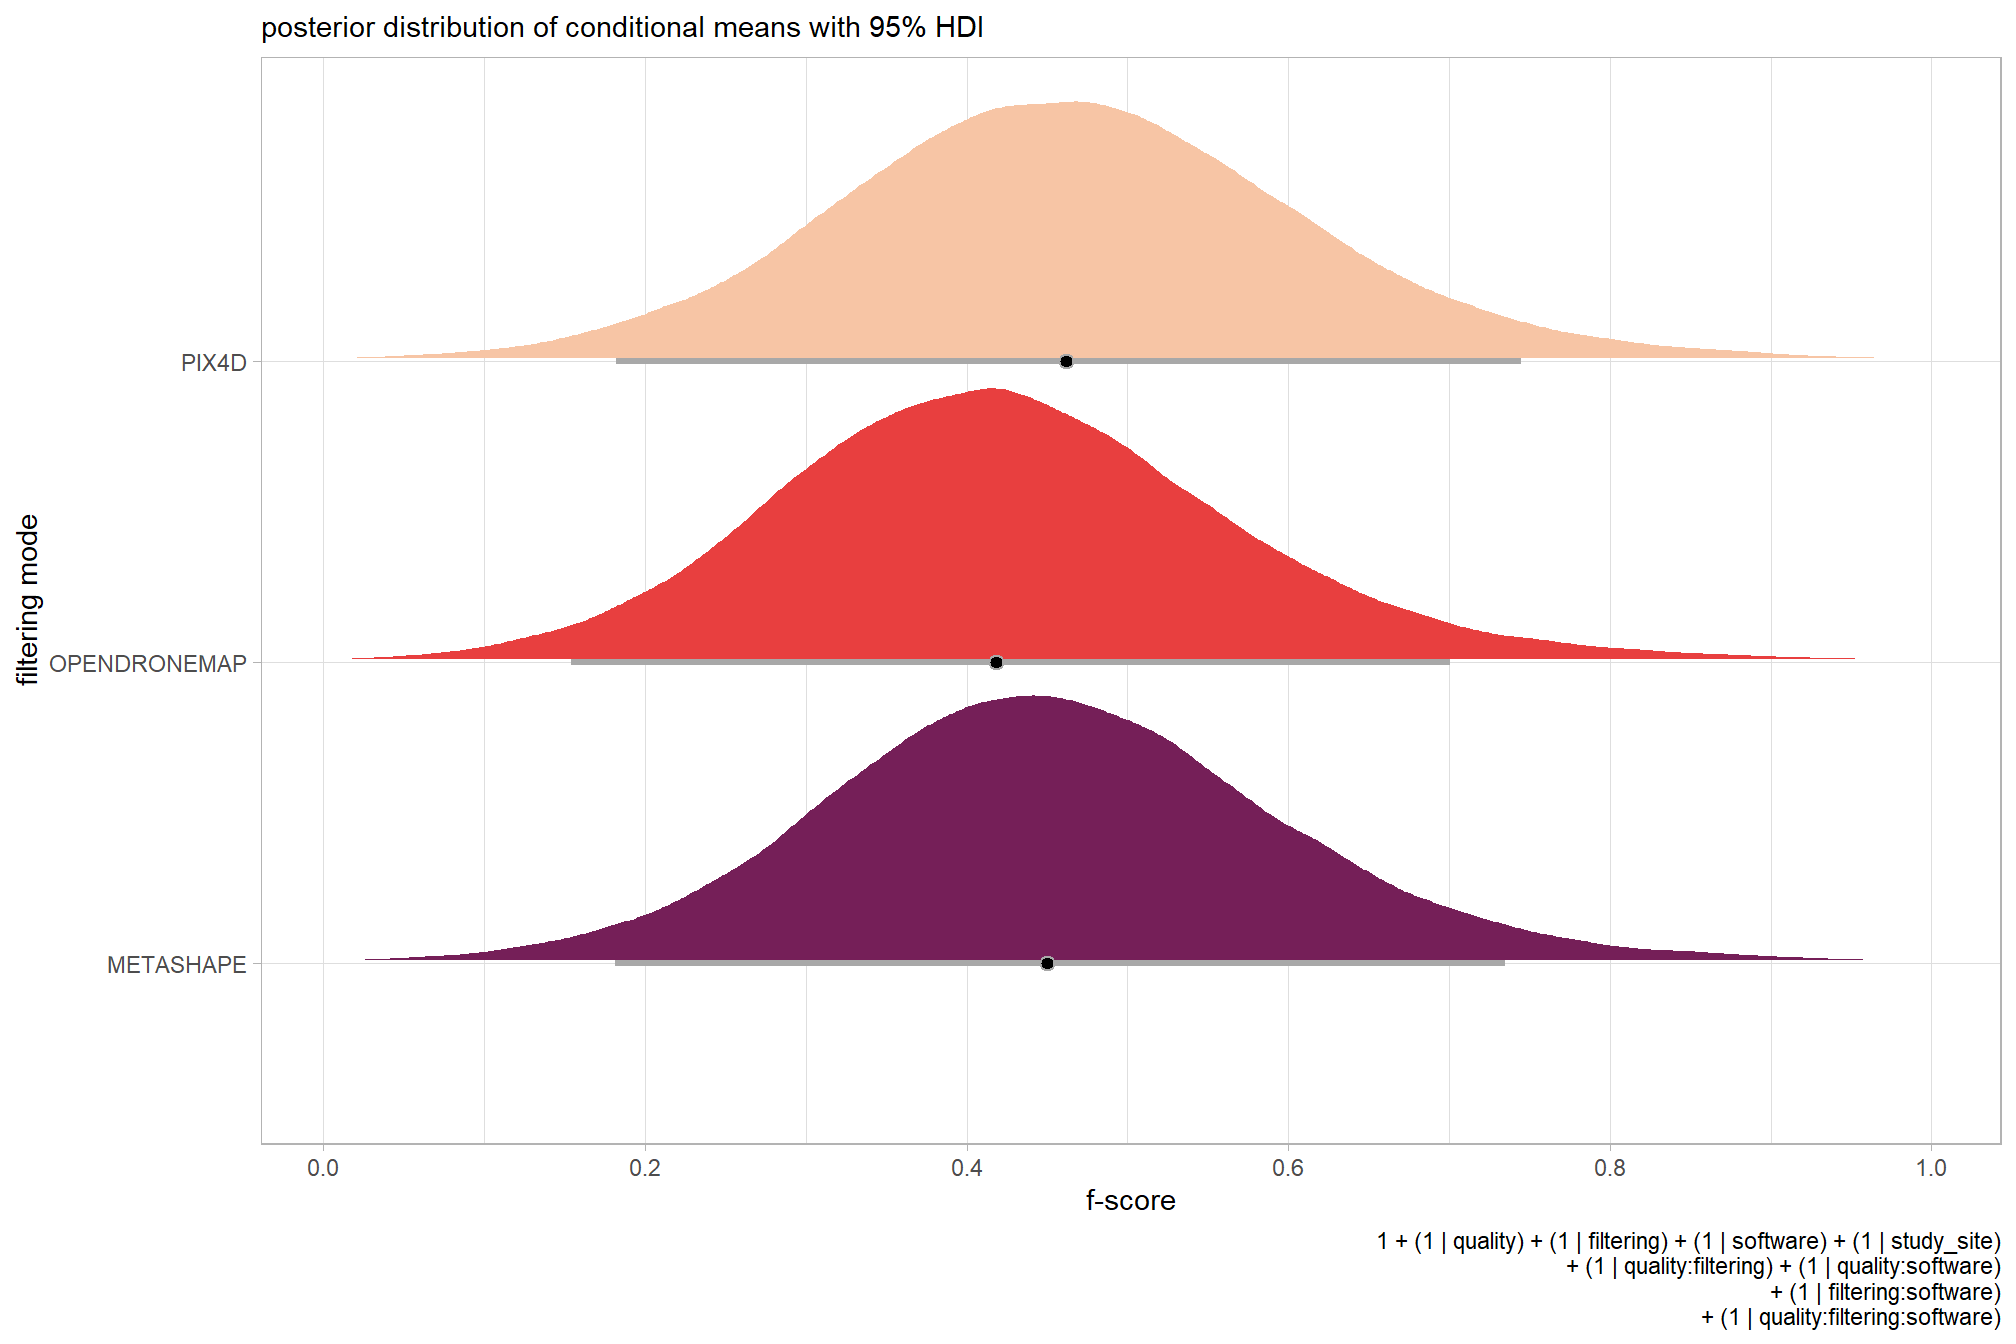 posterior distribution of conditional means with 95% HDI
filtering mode
PIX4D
OPENDRONEMAP
METASHAPE
0.0 0.2 0.4 0.6 0.8 1.0
f-score
1 + (1 | quality) + (1 | filtering) + (1 | software) + (1 | study_site)
+ (1 | quality:filtering) + (1 | quality:software)
+ (1 | filtering:software)
+ (1 | quality:filtering:software)